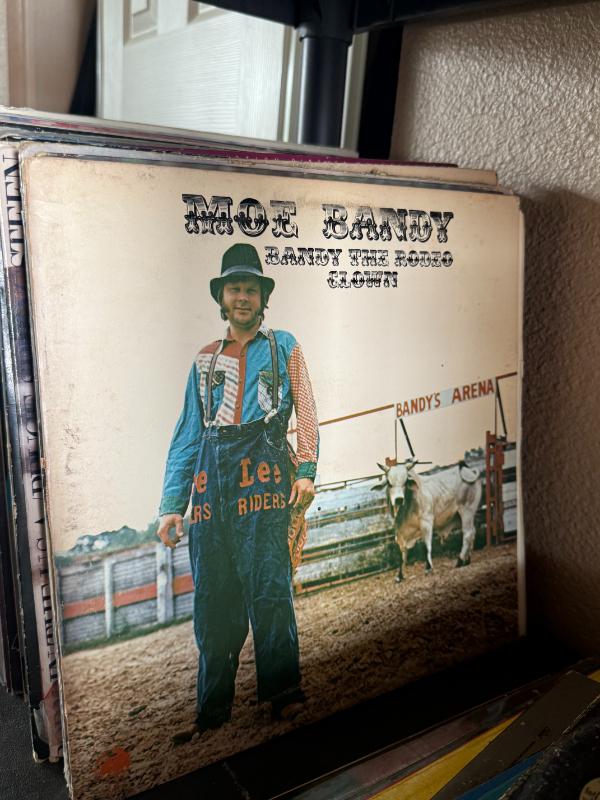 MOE BANDY
BANDY THE RODEO
CLOWN
BANDY'S ARENA
Lee
RIDERS